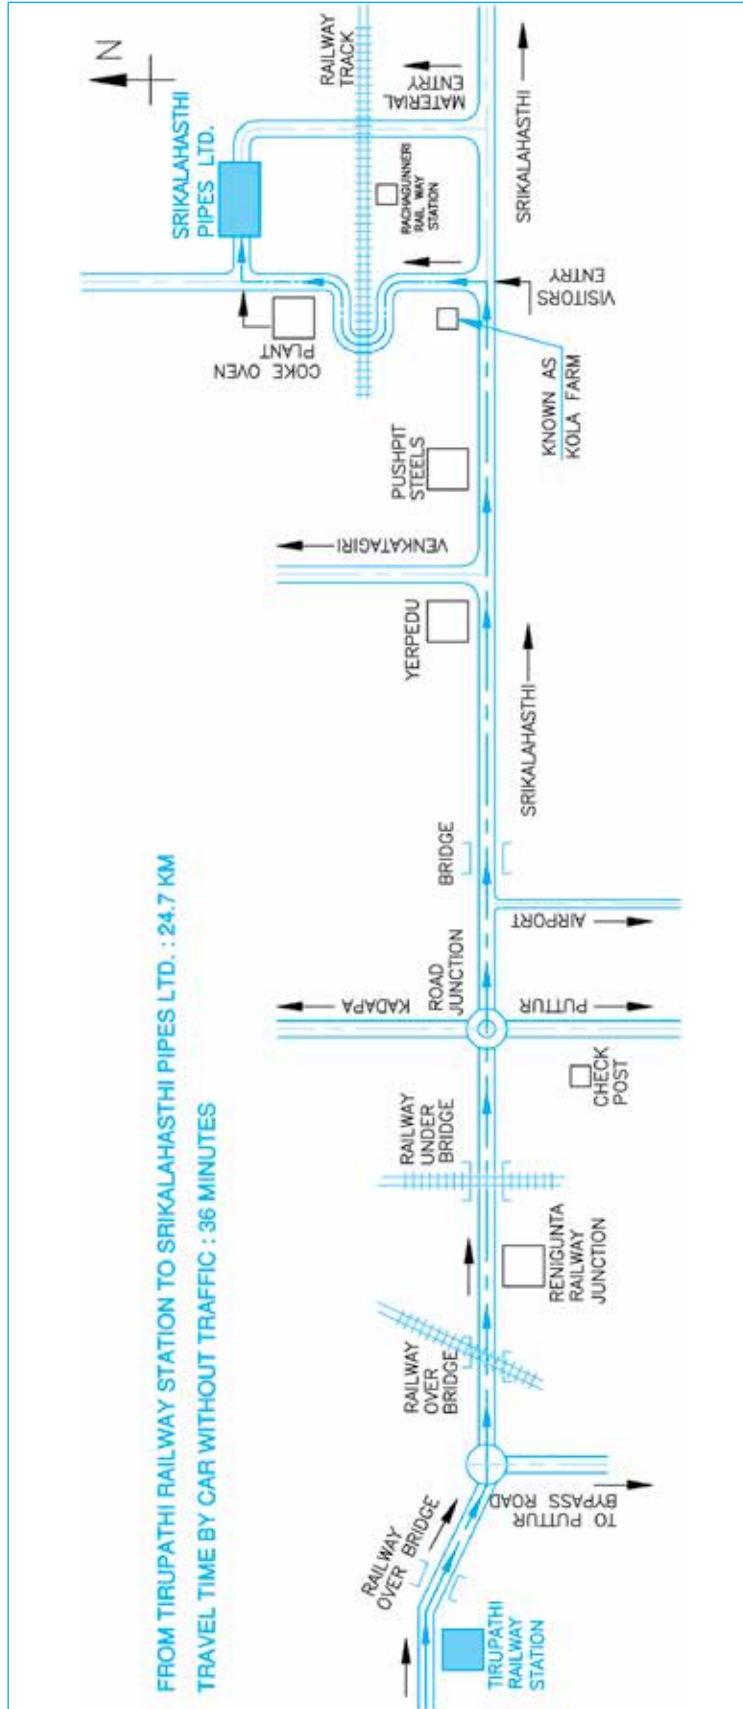 FROM TIRUPATHI RAILWAY STATION TO SRIKALAHASTHI PIPES LTD. : 24.7 KM
TRAVEL TIME BY CAR WITHOUT TRAFFIC : 36 MINUTES
N
TIRUPATHI
RAILWAY
STATION
RAILWAY
OVER BRIDGE
TO PUTTUR
BYPASS ROAD
RAILWAY
OVER
BRIDGE
RENIGUNTA
RAILWAY
JUNCTION
RAILWAY
UNDER
BRIDGE
CHECK
POST
KADAPA
ROAD
JUNCTION
PUTTUR
AIRPORT
BRIDGE
SRIKALAHASTHI
YERPEDU
VENKATAGIRI
PUSHPIT
STEELS
KNOWN AS
KOLA FARM
COKE OVEN
PLANT
VISITORS
ENTRY
SRIKALAHASTHI
PIPES LTD.
RACHAGUNNERI
RAIL WAY
STATION
RAILWAY
TRACK
MATERIAL
ENTRY
SRIKALAHASTHI